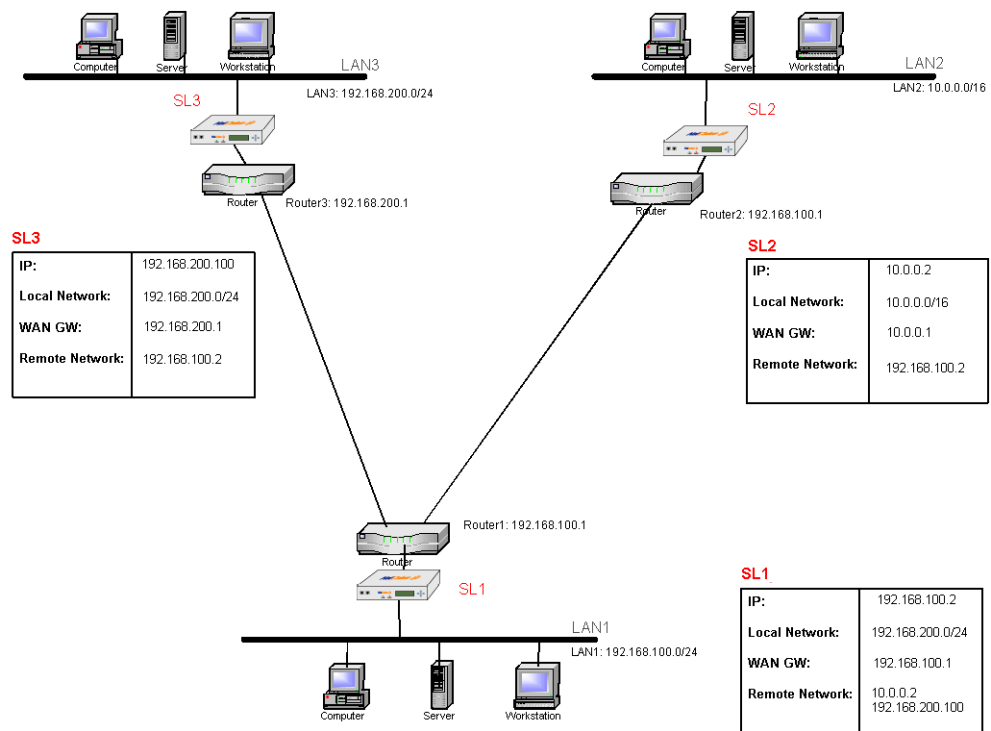 Computer Server Workstation LAN3
LAN3: 192.168.200.0/24
SL3
Router
Router3: 192.168.200.1
Computer Server Workstation LAN2
LAN2: 10.0.0.0/16
SL2
Router
Router2: 192.168.100.1
SL3
IP: 192.168.200.100
Local Network: 192.168.200.0/24
WAN GW: 192.168.200.1
Remote Network: 192.168.100.2
SL2
IP: 10.0.0.2
Local Network: 10.0.0.0/16
WAN GW: 10.0.0.1
Remote Network: 192.168.100.2
Router1: 192.168.100.1
Router
SL1
LAN1
LAN1: 192.168.100.0/24
Computer Server Workstation
SL1
IP: 192.168.100.2
Local Network: 192.168.200.0/24
WAN GW: 192.168.100.1
Remote Network: 10.0.0.2
192.168.200.100